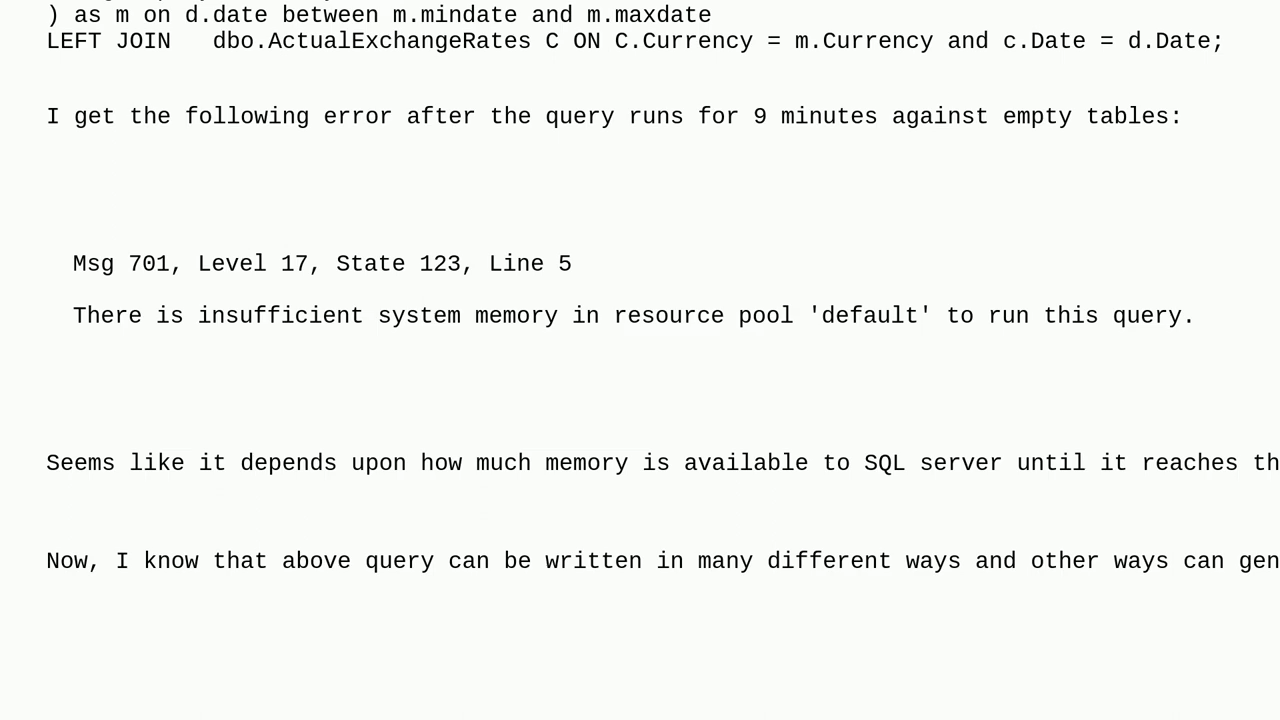 ) as m on d.date between m.mindate and m.maxdate
LEFT JOIN   dbo.ActualExchangeRates C ON C.Currency = m.Currency and c.Date = d.Date;
I get the following error after the query runs for 9 minutes against empty tables:
Msg 701, Level 17, State 123, Line 5
There is insufficient system memory in resource pool 'default' to run this query.
Seems like it depends upon how much memory is available to SQL server until it reaches th
Now, I know that above query can be written in many different ways and other ways can gen